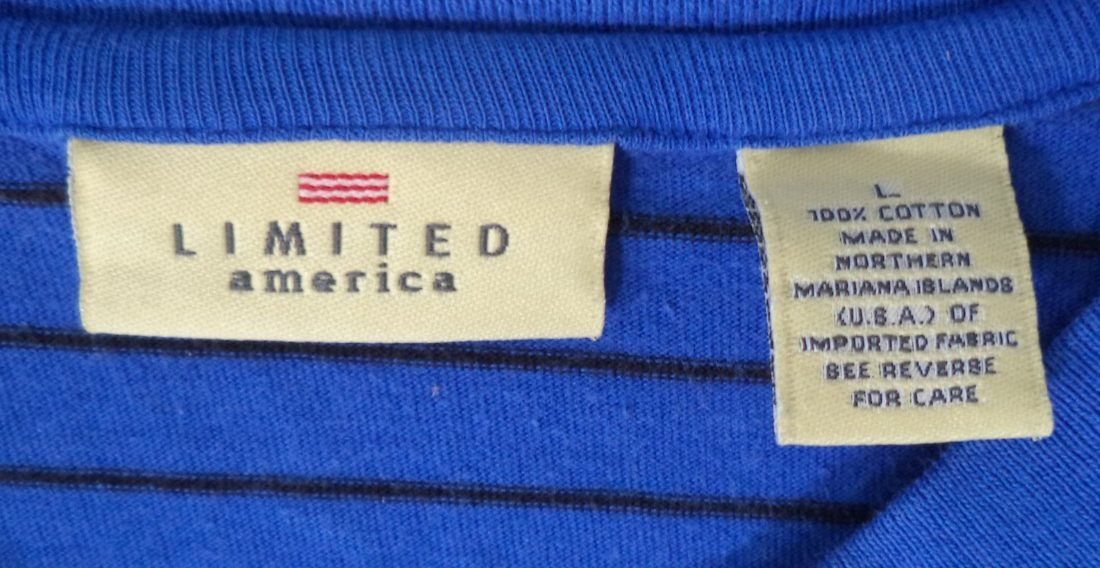 LIMITED
america
L
100% COTTON
MADE IN
NORTHERN
MARIANA ISLANDS
(U.S.A.) OF
IMPORTED FABRIC
SEE REVERSE
FOR CARE